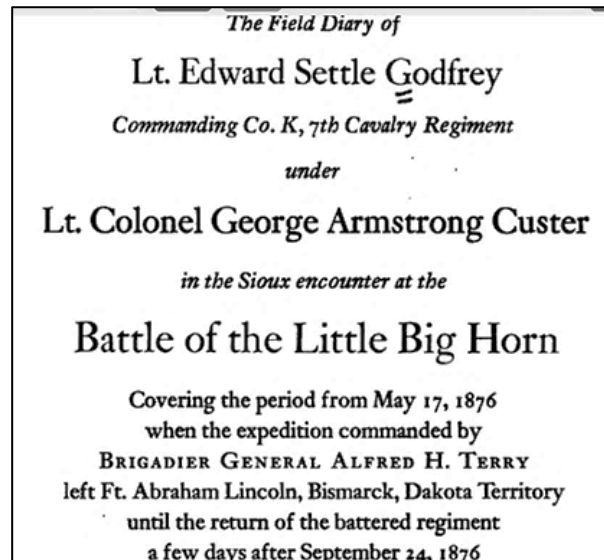 The Field Diary of
Lt. Edward Settle Godfrey
Commanding Co. K, 7th Cavalry Regiment
under
Lt. Colonel George Armstrong Custer
in the Sioux encounter at the
Battle of the Little Big Horn
Covering the period from May 17, 1876
when the expedition commanded by
BRIGADIER GENERAL ALFRED H. TERRY
left Ft. Abraham Lincoln, Bismarck, Dakota Territory
until the return of the battered regiment
a few days after September 24, 1876